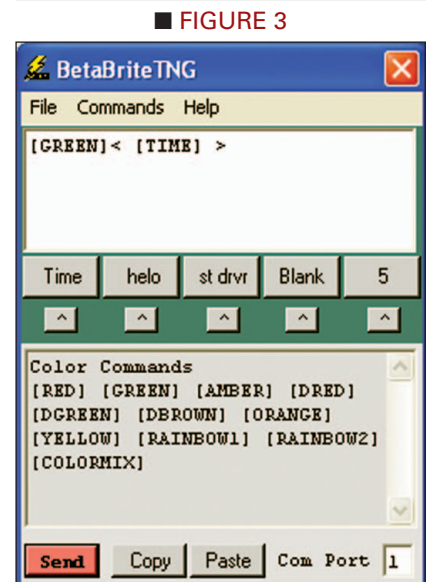 ■ FIGURE 3
BetaBriteTNG
File Commands Help
[GREEN]< [TIME] >
Time helo st drvr Blank 5
^ ^ ^ ^ ^
Color Commands
[RED] [GREEN] [AMBER] [DRED]
[DGREEN] [DBROWN] [ORANGE]
[YELLOW] [RAINBOW1] [RAINBOW2]
[COLORMIX]
Send Copy Paste Com Port 1